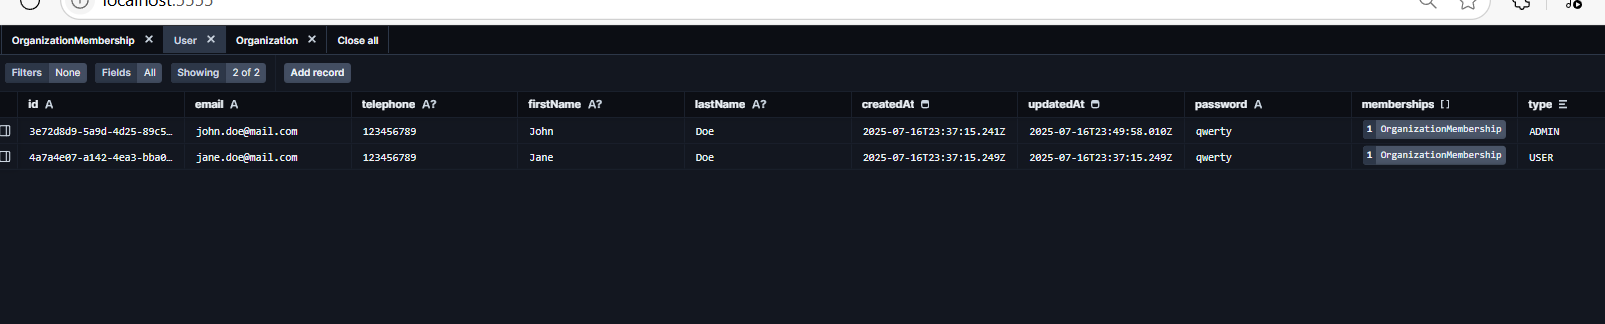 localhost:5555
OrganizationMembership × User × Organization × Close all
Filters None Fields All Showing 2 of 2 Add record
id A email A telephone A? firstName A? lastName A? createdAt updatedAt password A memberships [] type
3e72d8d9-5a9d-4d25-89c5… john.doe@mail.com 123456789 John Doe 2025-07-16T23:37:15.241Z 2025-07-16T23:49:58.010Z qwerty 1 OrganizationMembership ADMIN
4a7a4e07-a142-4ea3-bba0… jane.doe@mail.com 123456789 Jane Doe 2025-07-16T23:37:15.249Z 2025-07-16T23:37:15.249Z qwerty 1 OrganizationMembership USER